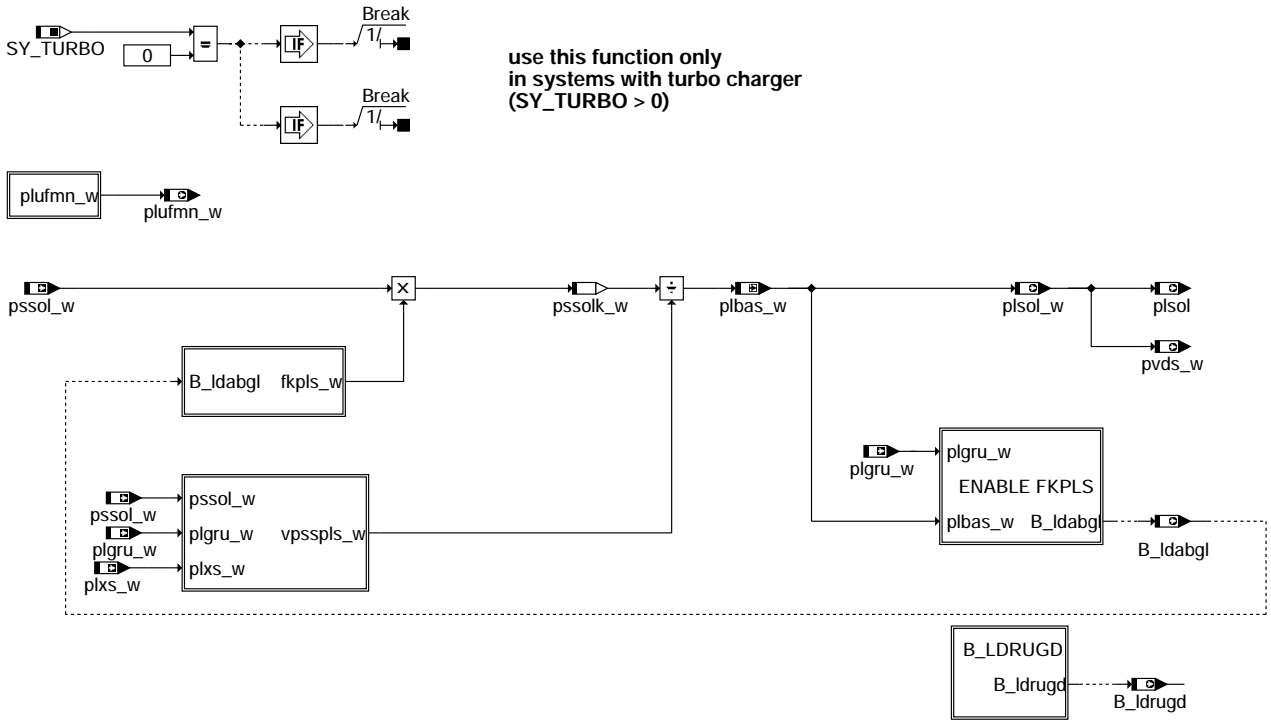 Break
1/
SY_TURBO
0
=
IF
use this function only
in systems with turbo charger
(SY_TURBO > 0)
Break
1/
IF
plufmn_w
plufmn_w
pssol_w
×
pssolk_w
÷
plbas_w
plsol_w
plsol
pvds_w
B_ldabgl
fkpls_w
plgru_w
plgru_w
ENABLE FKPLS
plbas_w
B_ldabgl
B_ldabgl
pssol_w
pssol_w
plgru_w
plgru_w
vpsspls_w
plxs_w
plxs_w
B_LDRUGD
B_ldrugd
B_ldrugd